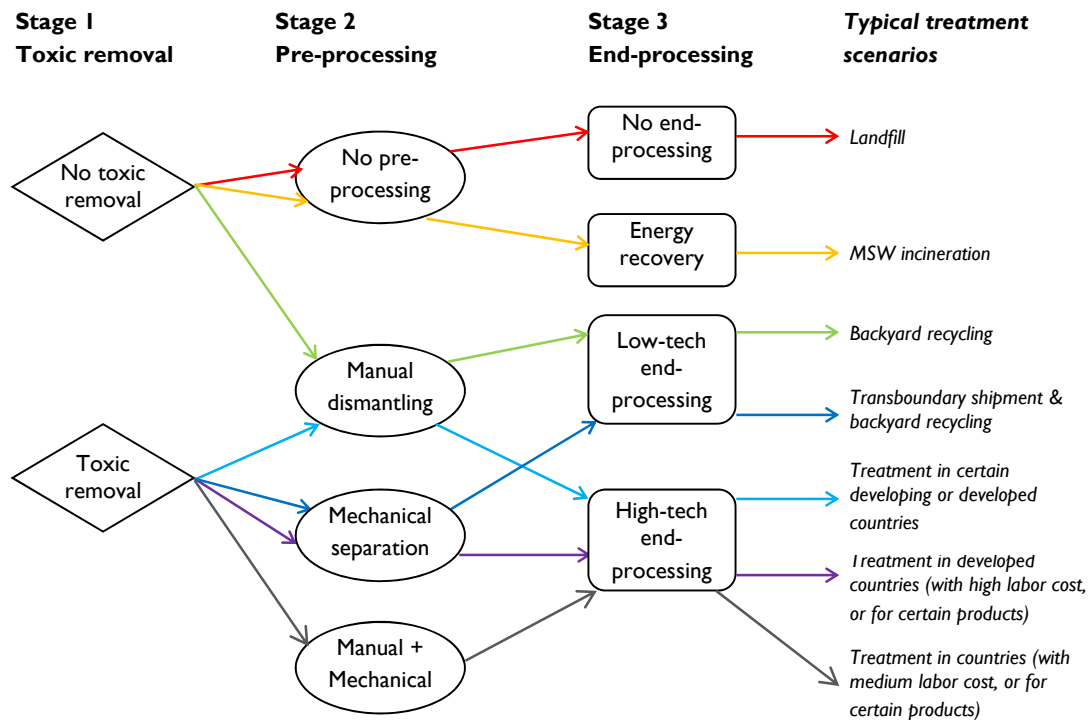 Stage 1
Toxic removal
Stage 2
Pre-processing
Stage 3
End-processing
Typical treatment
scenarios
No toxic
removal
No pre-
processing
No end-
processing
Landfill
Energy
recovery
MSW incineration
Manual
dismantling
Low-tech
end-
processing
Backyard recycling
Transboundary shipment &
backyard recycling
Toxic
removal
Mechanical
separation
High-tech
end-
processing
Treatment in certain
developing or developed
countries
Treatment in developed
countries (with high labor cost,
or for certain products)
Manual +
Mechanical
Treatment in countries (with
medium labor cost, or for
certain products)